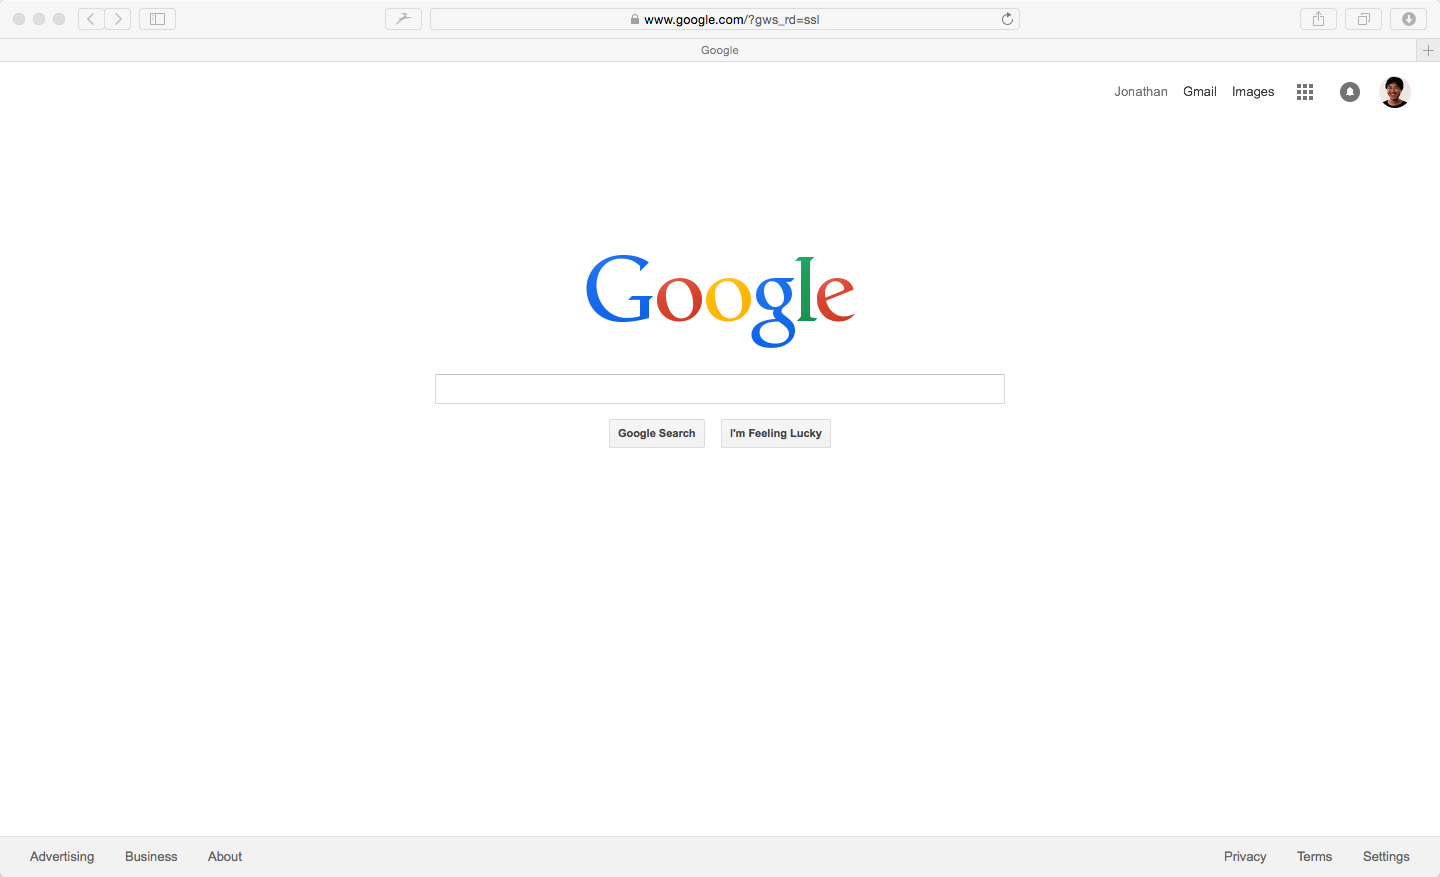 www.google.com/?gws_rd=ssl
Google
Jonathan Gmail Images
Google
Google Search I'm Feeling Lucky
Advertising Business About Privacy Terms Settings